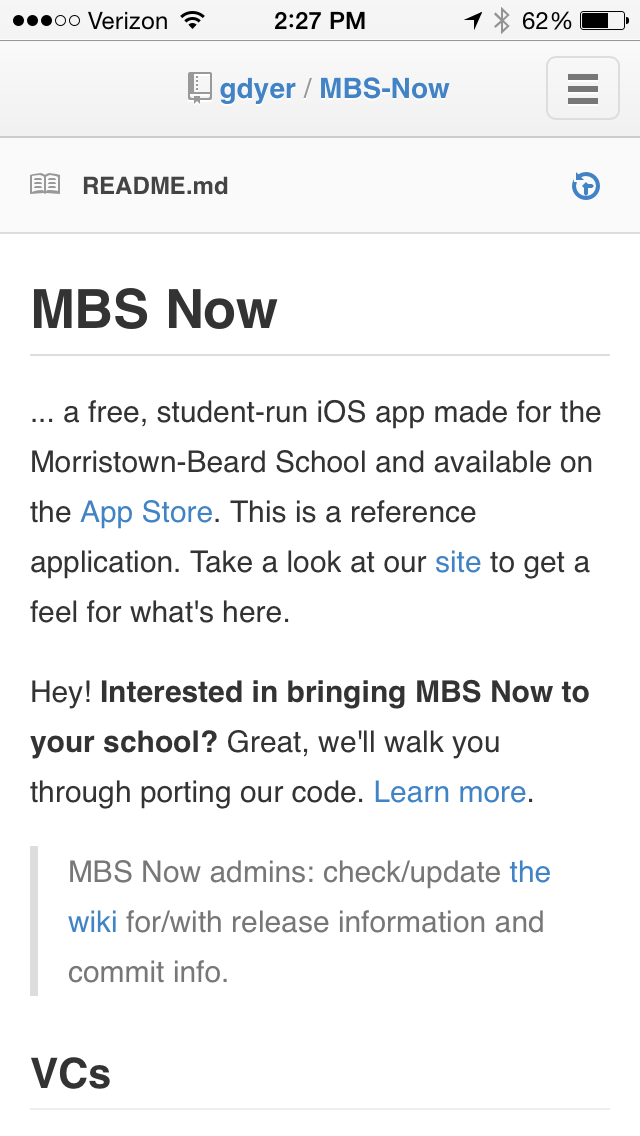 Verizon 2:27 PM 62%
gdyer / MBS-Now
README.md
MBS Now
... a free, student-run iOS app made for the
Morristown-Beard School and available on
the App Store. This is a reference
application. Take a look at our site to get a
feel for what's here.
Hey! Interested in bringing MBS Now to
your school? Great, we'll walk you
through porting our code. Learn more.
MBS Now admins: check/update the
wiki for/with release information and
commit info.
VCs